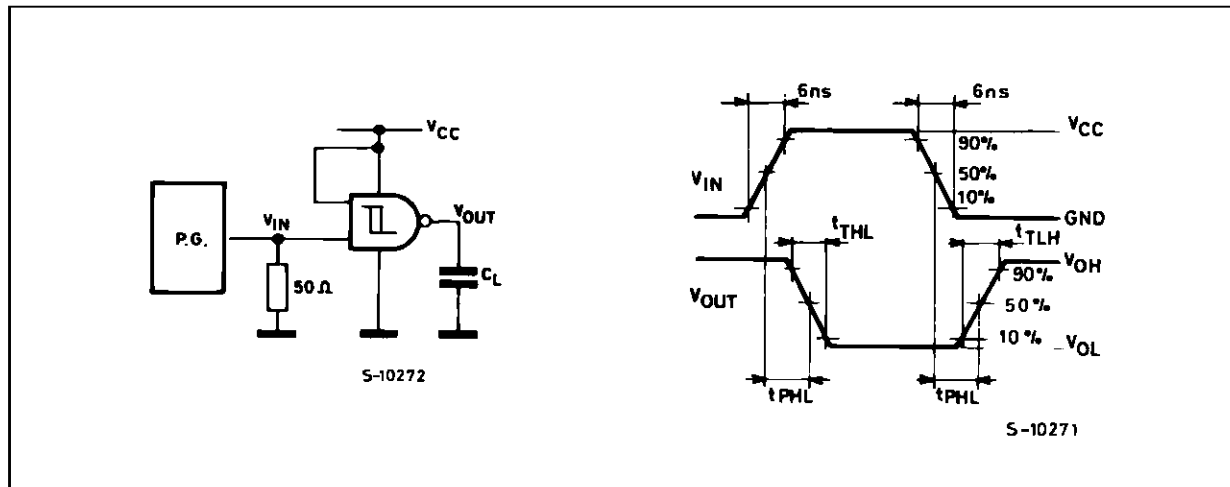 VCC
P.G.
VIN
VOUT
50Ω
CL
S-10272
6ns
6ns
VCC
90%
50%
10%
VIN
GND
tTHL
tTLH
VOH
90%
VOUT
50%
10%
VOL
tPHL
tPHL
S-10271